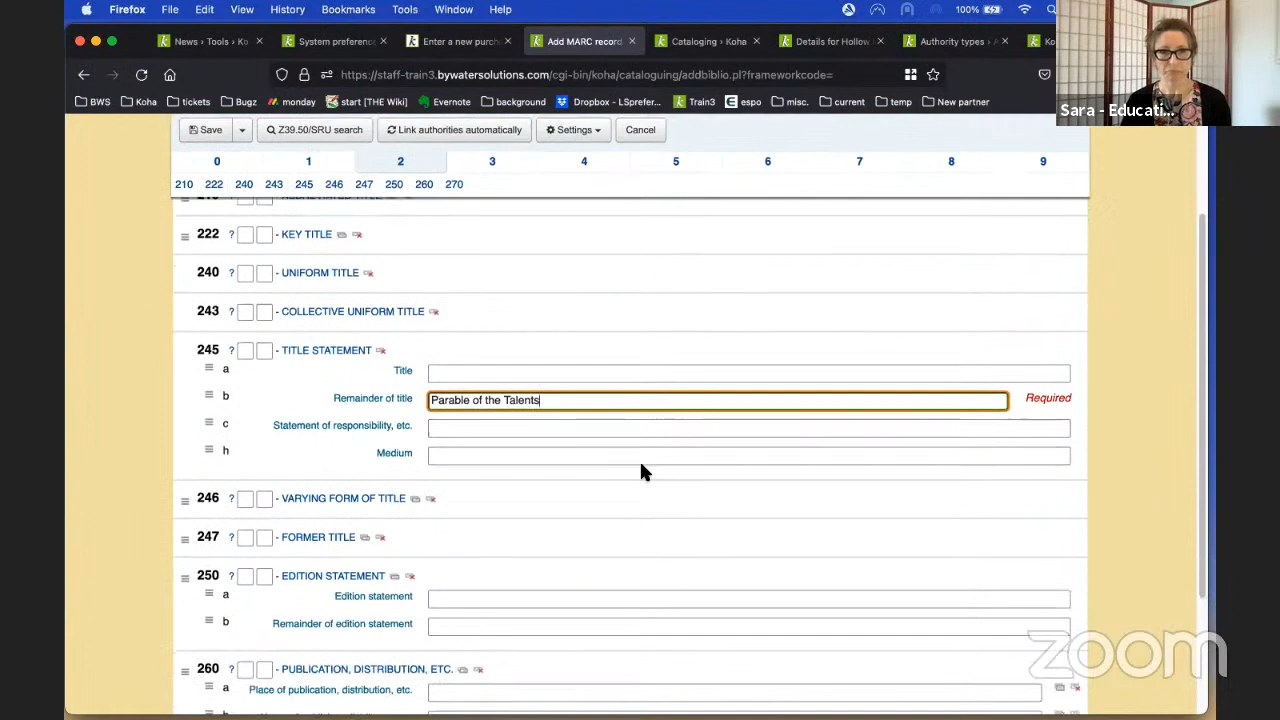 Firefox File Edit View History Bookmarks Tools Window Help 100%
News › Tools › Ko System preferenc Enter a new purc Add MARC record Cataloging › Koha Details for Hollow Authority types › A Ko
https://staff-train3.bywatersolutions.com/cgi-bin/koha/cataloguing/addbiblio.pl?frameworkcode=
BWS Koha tickets Bugz monday start [THE Wiki] Evernote background Dropbox - LSprefer... Train3 espo misc. current temp New partner
Sara - Educati...
Save Z39.50/SRU search Link authorities automatically Settings Cancel
0 1 2 3 4 5 6 7 8 9
210 222 240 243 245 246 247 250 260 270
222 ? - KEY TITLE
240 ? - UNIFORM TITLE
243 ? - COLLECTIVE UNIFORM TITLE
245 ? - TITLE STATEMENT
a Title
b Remainder of title Parable of the Talents Required
c Statement of responsibility, etc.
h Medium
246 ? - VARYING FORM OF TITLE
247 ? - FORMER TITLE
250 ? - EDITION STATEMENT
a Edition statement
b Remainder of edition statement
260 ? - PUBLICATION, DISTRIBUTION, ETC.
a Place of publication, distribution, etc.
zoom